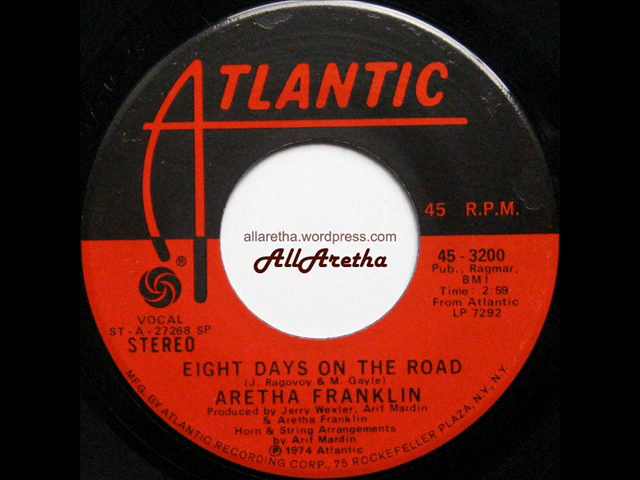 ATLANTIC
45 R.P.M.
allaretha.wordpress.com
AllAretha
®
45 - 3200
Pub., Ragmar,
BMI
Time: 2:59
From Atlantic
LP 7292
VOCAL
ST - A - 27268 SP
STEREO
EIGHT DAYS ON THE ROAD
(J. Ragovoy & M. Gayle)
ARETHA FRANKLIN
Produced by Jerry Wexler, Arif Mardin
& Aretha Franklin
Horn & String Arrangements
by Arif Mardin
℗ 1974 Atlantic
MFG. BY ATLANTIC RECORDING CORP., 75 ROCKEFELLER PLAZA, N.Y., N.Y.